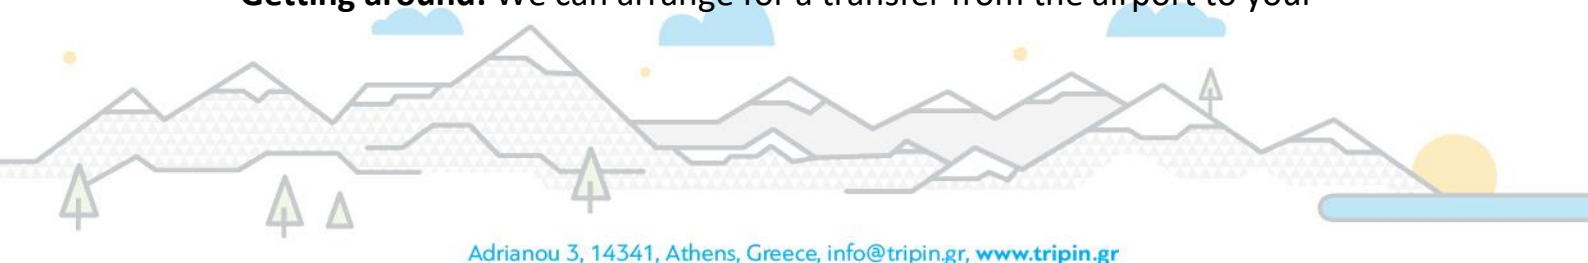 Getting around: We can arrange for a transfer from the airport to your
Adrianou 3, 14341, Athens, Greece, info@tripin.gr, www.tripin.gr